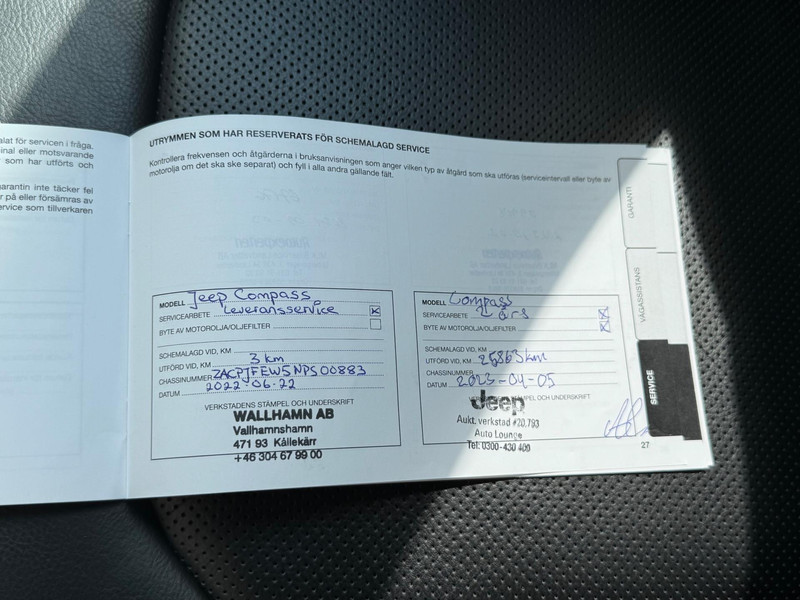 alat för servicen i fråga,
inal eller motsvarande
som har utförts och
garantin inte täcker fel
r på eller försämras av
ervice som tillverkaren
UTRYMMEN SOM HAR RESERVERATS FÖR SCHEMALAGD SERVICE
Kontrollera frekvensen och åtgärderna i bruksanvisningen som anger vilken typ av åtgärd som ska utföras (serviceintervall eller byte av
motorolja om det ska ske separat) och fyll i alla andra gällande fält.
MODELL Jeep Compass
SERVICEARBETE Leveransservice
BYTE AV MOTOROLJA/OLJEFILTER
SCHEMALAGD VID, KM
UTFÖRD VID, KM 3 km
CHASSINUMMER ZACPJFEW5NPS00883
DATUM 2022-06-22
VERKSTADENS STÄMPEL OCH UNDERSKRIFT
WALLHAMN AB
Vallhamnshamn
471 93 Kållekärr
+46 304 67 99 00
MODELL Compass
SERVICEARBETE 2 års
BYTE AV MOTOROLJA/OLJEFILTER
SCHEMALAGD VID, KM
UTFÖRD VID, KM 25863 km
CHASSINUMMER
DATUM 2023-04-05
STÄMPEL OCH UNDERSKRIFT
Jeep
Aukt. verkstad #20.793
Auto Lounge
Tel: 0300-430 400
27
GARANTI
VÄGASSISTANS
SERVICE